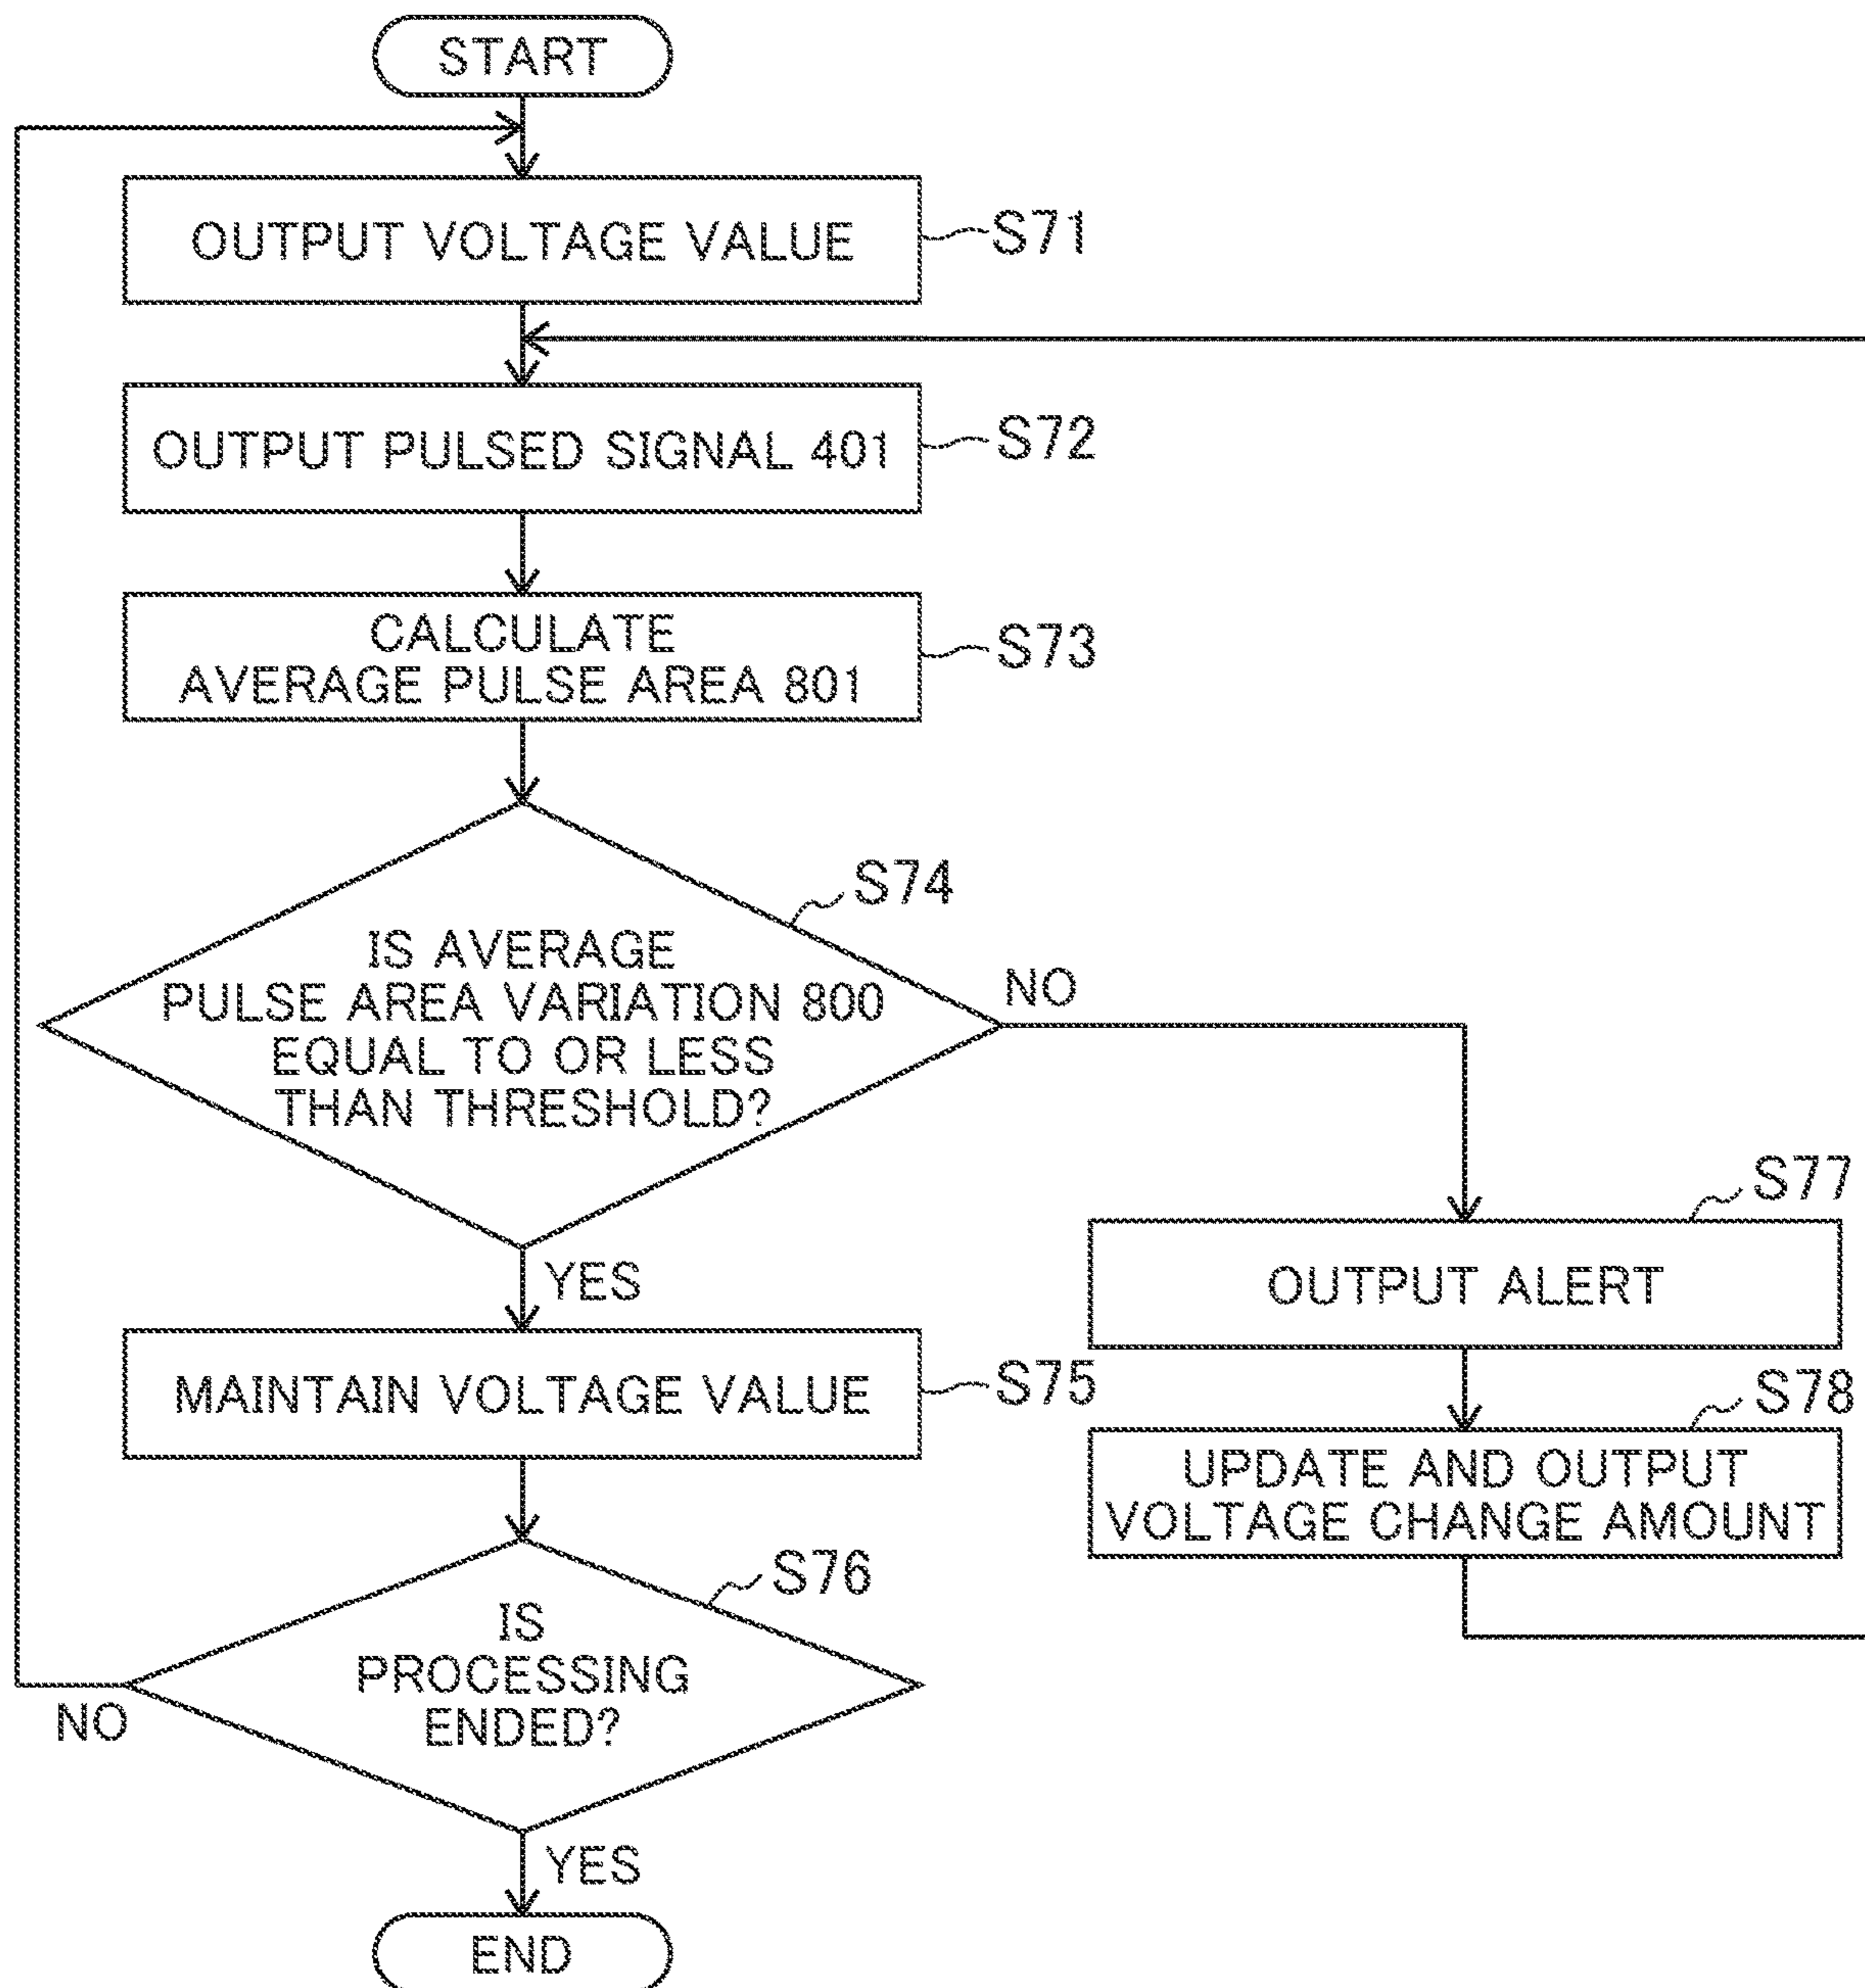 START
OUTPUT VOLTAGE VALUE
S71
OUTPUT PULSED SIGNAL 401
S72
CALCULATE
AVERAGE PULSE AREA 801
S73
S74
IS AVERAGE
PULSE AREA VARIATION 800
EQUAL TO OR LESS
THAN THRESHOLD?
NO
YES
S77
OUTPUT ALERT
MAINTAIN VOLTAGE VALUE
S75
S78
UPDATE AND OUTPUT
VOLTAGE CHANGE AMOUNT
S76
IS
PROCESSING
ENDED?
NO
YES
END